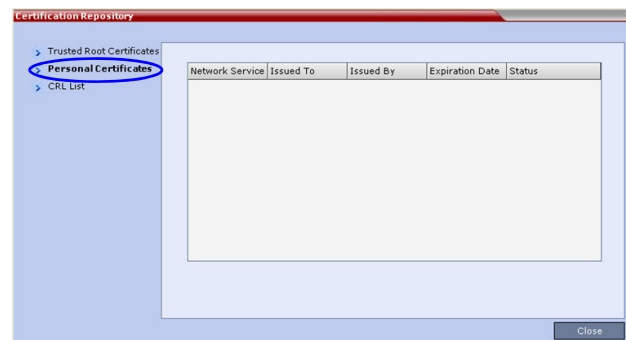 Certification Repository
Trusted Root Certificates
Personal Certificates
CRL List
Network Service Issued To Issued By Expiration Date Status
Close